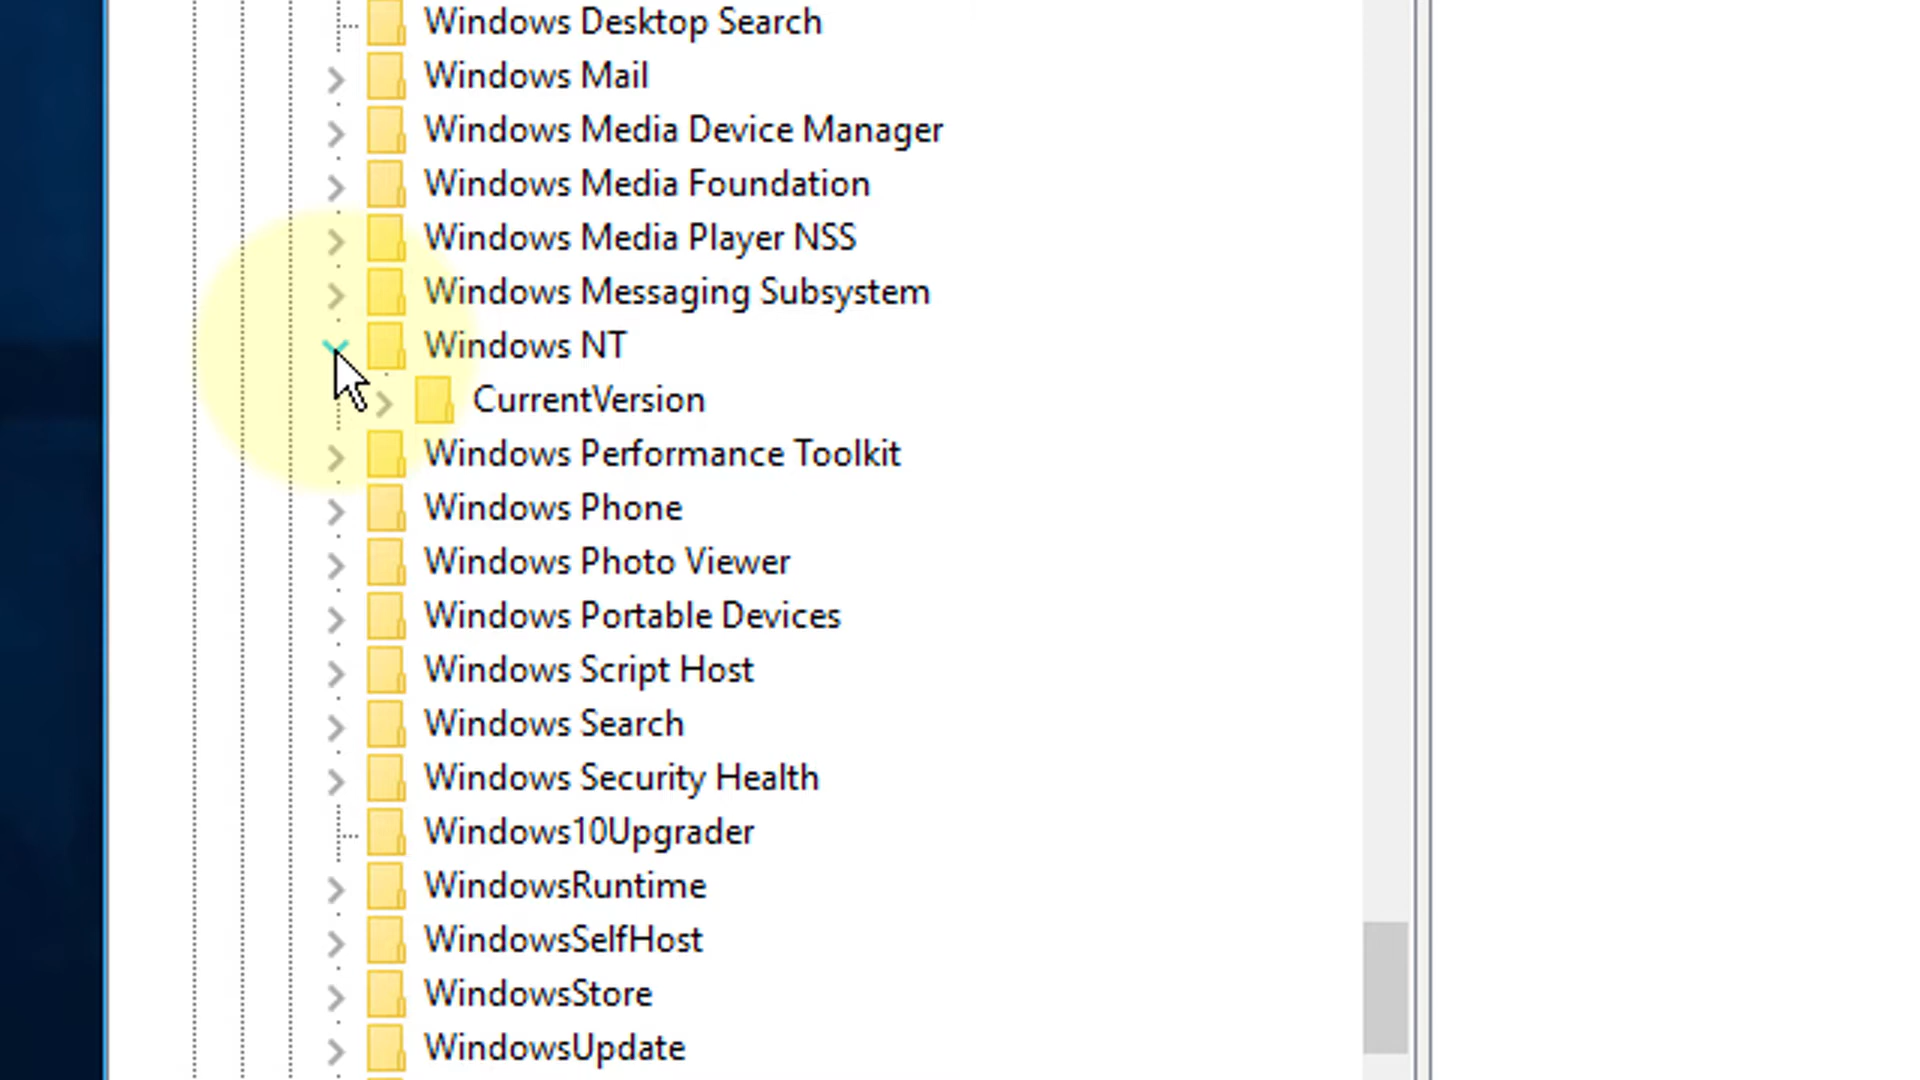 Windows Desktop Search
Windows Mail
Windows Media Device Manager
Windows Media Foundation
Windows Media Player NSS
Windows Messaging Subsystem
Windows NT
CurrentVersion
Windows Performance Toolkit
Windows Phone
Windows Photo Viewer
Windows Portable Devices
Windows Script Host
Windows Search
Windows Security Health
Windows10Upgrader
WindowsRuntime
WindowsSelfHost
WindowsStore
WindowsUpdate